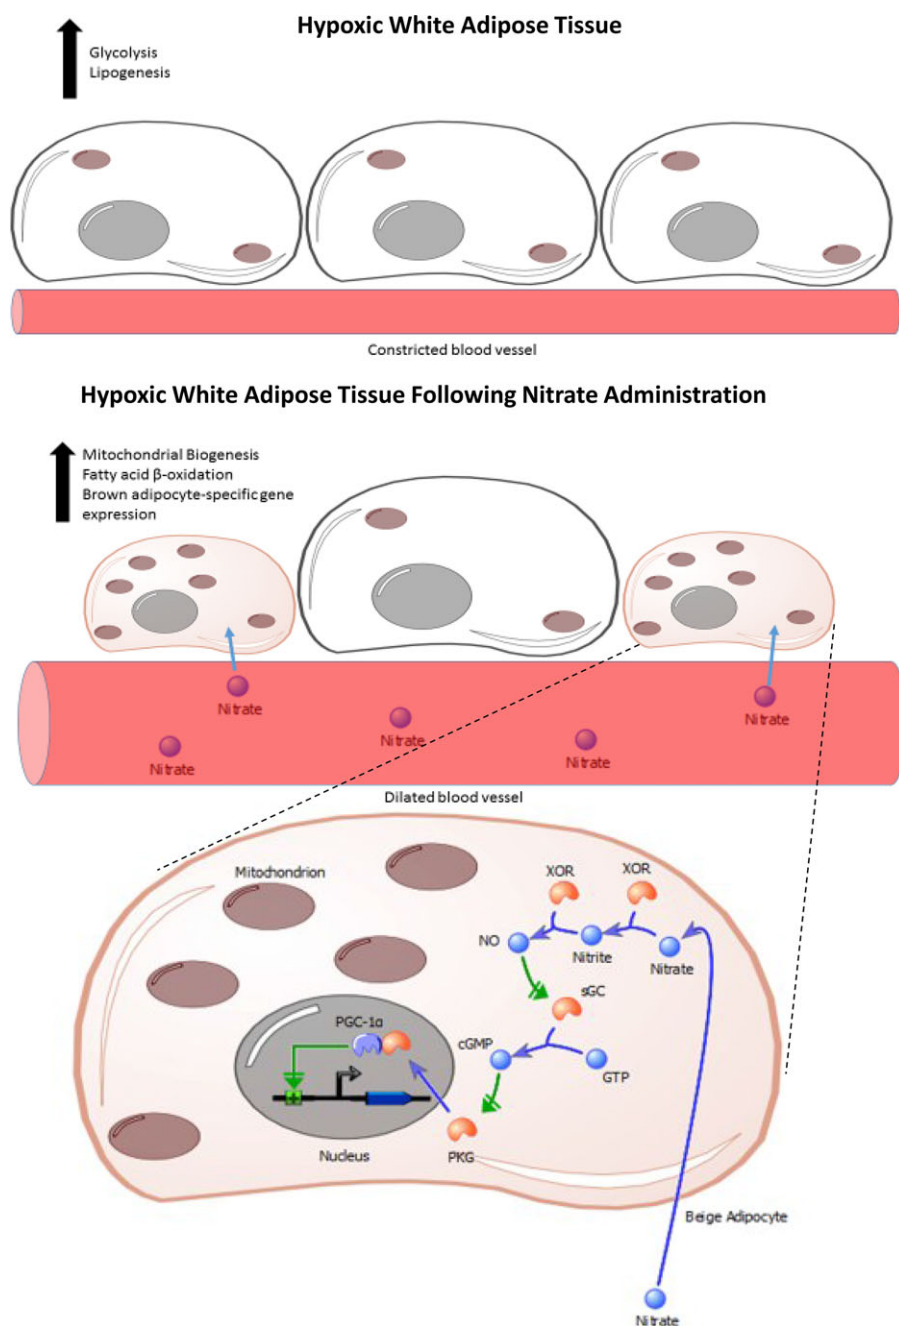 Hypoxic White Adipose Tissue
Glycolysis
Lipogenesis
Constricted blood vessel
Hypoxic White Adipose Tissue Following Nitrate Administration
Mitochondrial Biogenesis
Fatty acid β-oxidation
Brown adipocyte-specific gene
expression
Nitrate
Nitrate
Nitrate
Nitrate
Nitrate
Dilated blood vessel
Mitochondrion
XOR
XOR
NO
Nitrite
Nitrate
sGC
PGC-1α
cGMP
GTP
+
Nucleus
PKG
Beige Adipocyte
Nitrate